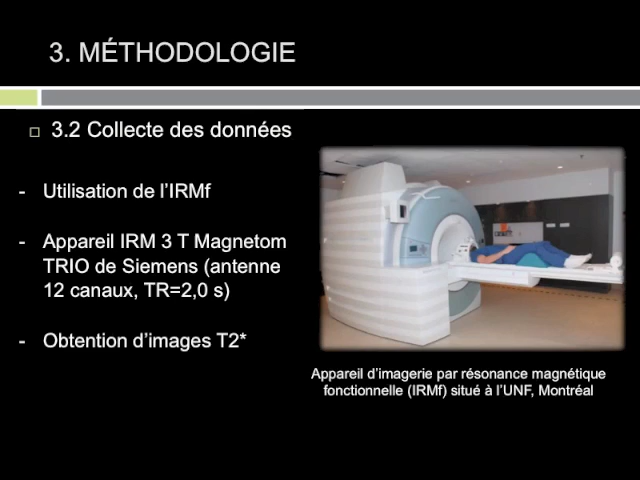 3. MÉTHODOLOGIE
3.2 Collecte des données
- Utilisation de l’IRMf
- Appareil IRM 3 T Magnetom
TRIO de Siemens (antenne
12 canaux, TR=2,0 s)
- Obtention d’images T2*
Appareil d’imagerie par résonance magnétique
fonctionnelle (IRMf) situé à l’UNF, Montréal